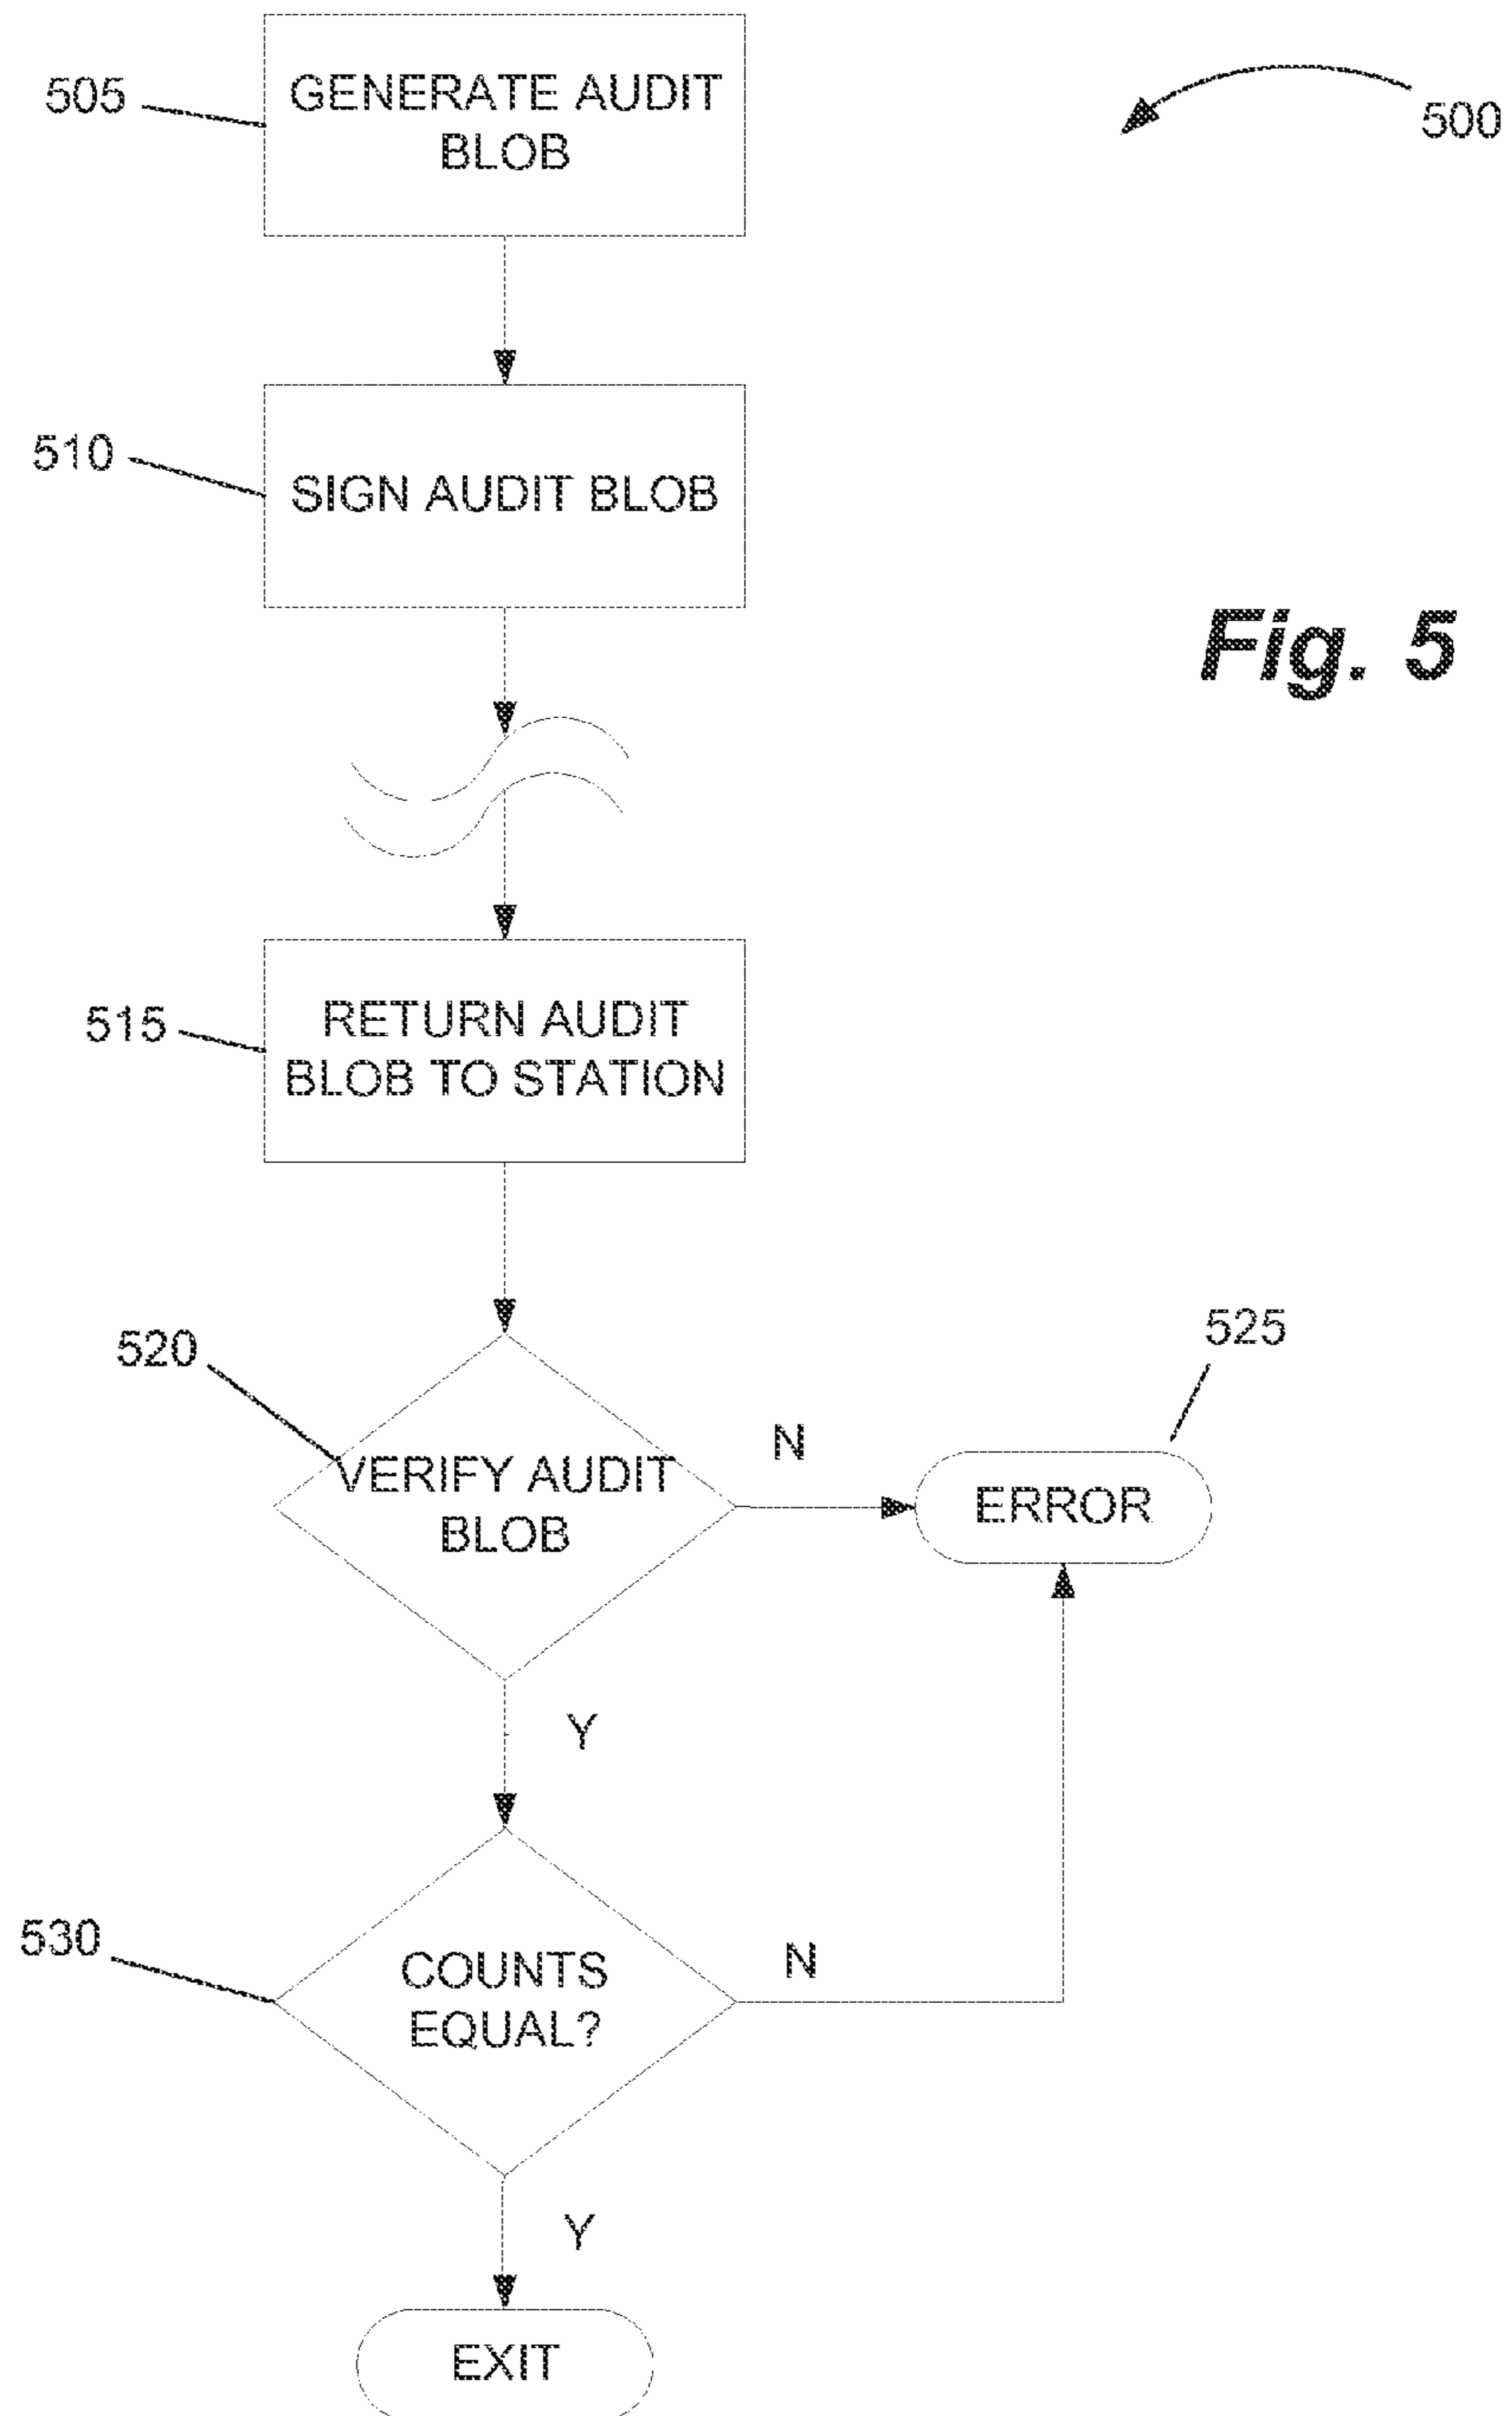 505
GENERATE AUDIT
BLOB
500
510
SIGN AUDIT BLOB
Fig. 5
515
RETURN AUDIT
BLOB TO STATION
520
VERIFY AUDIT
BLOB
N
525
ERROR
Y
530
COUNTS
EQUAL?
N
Y
EXIT